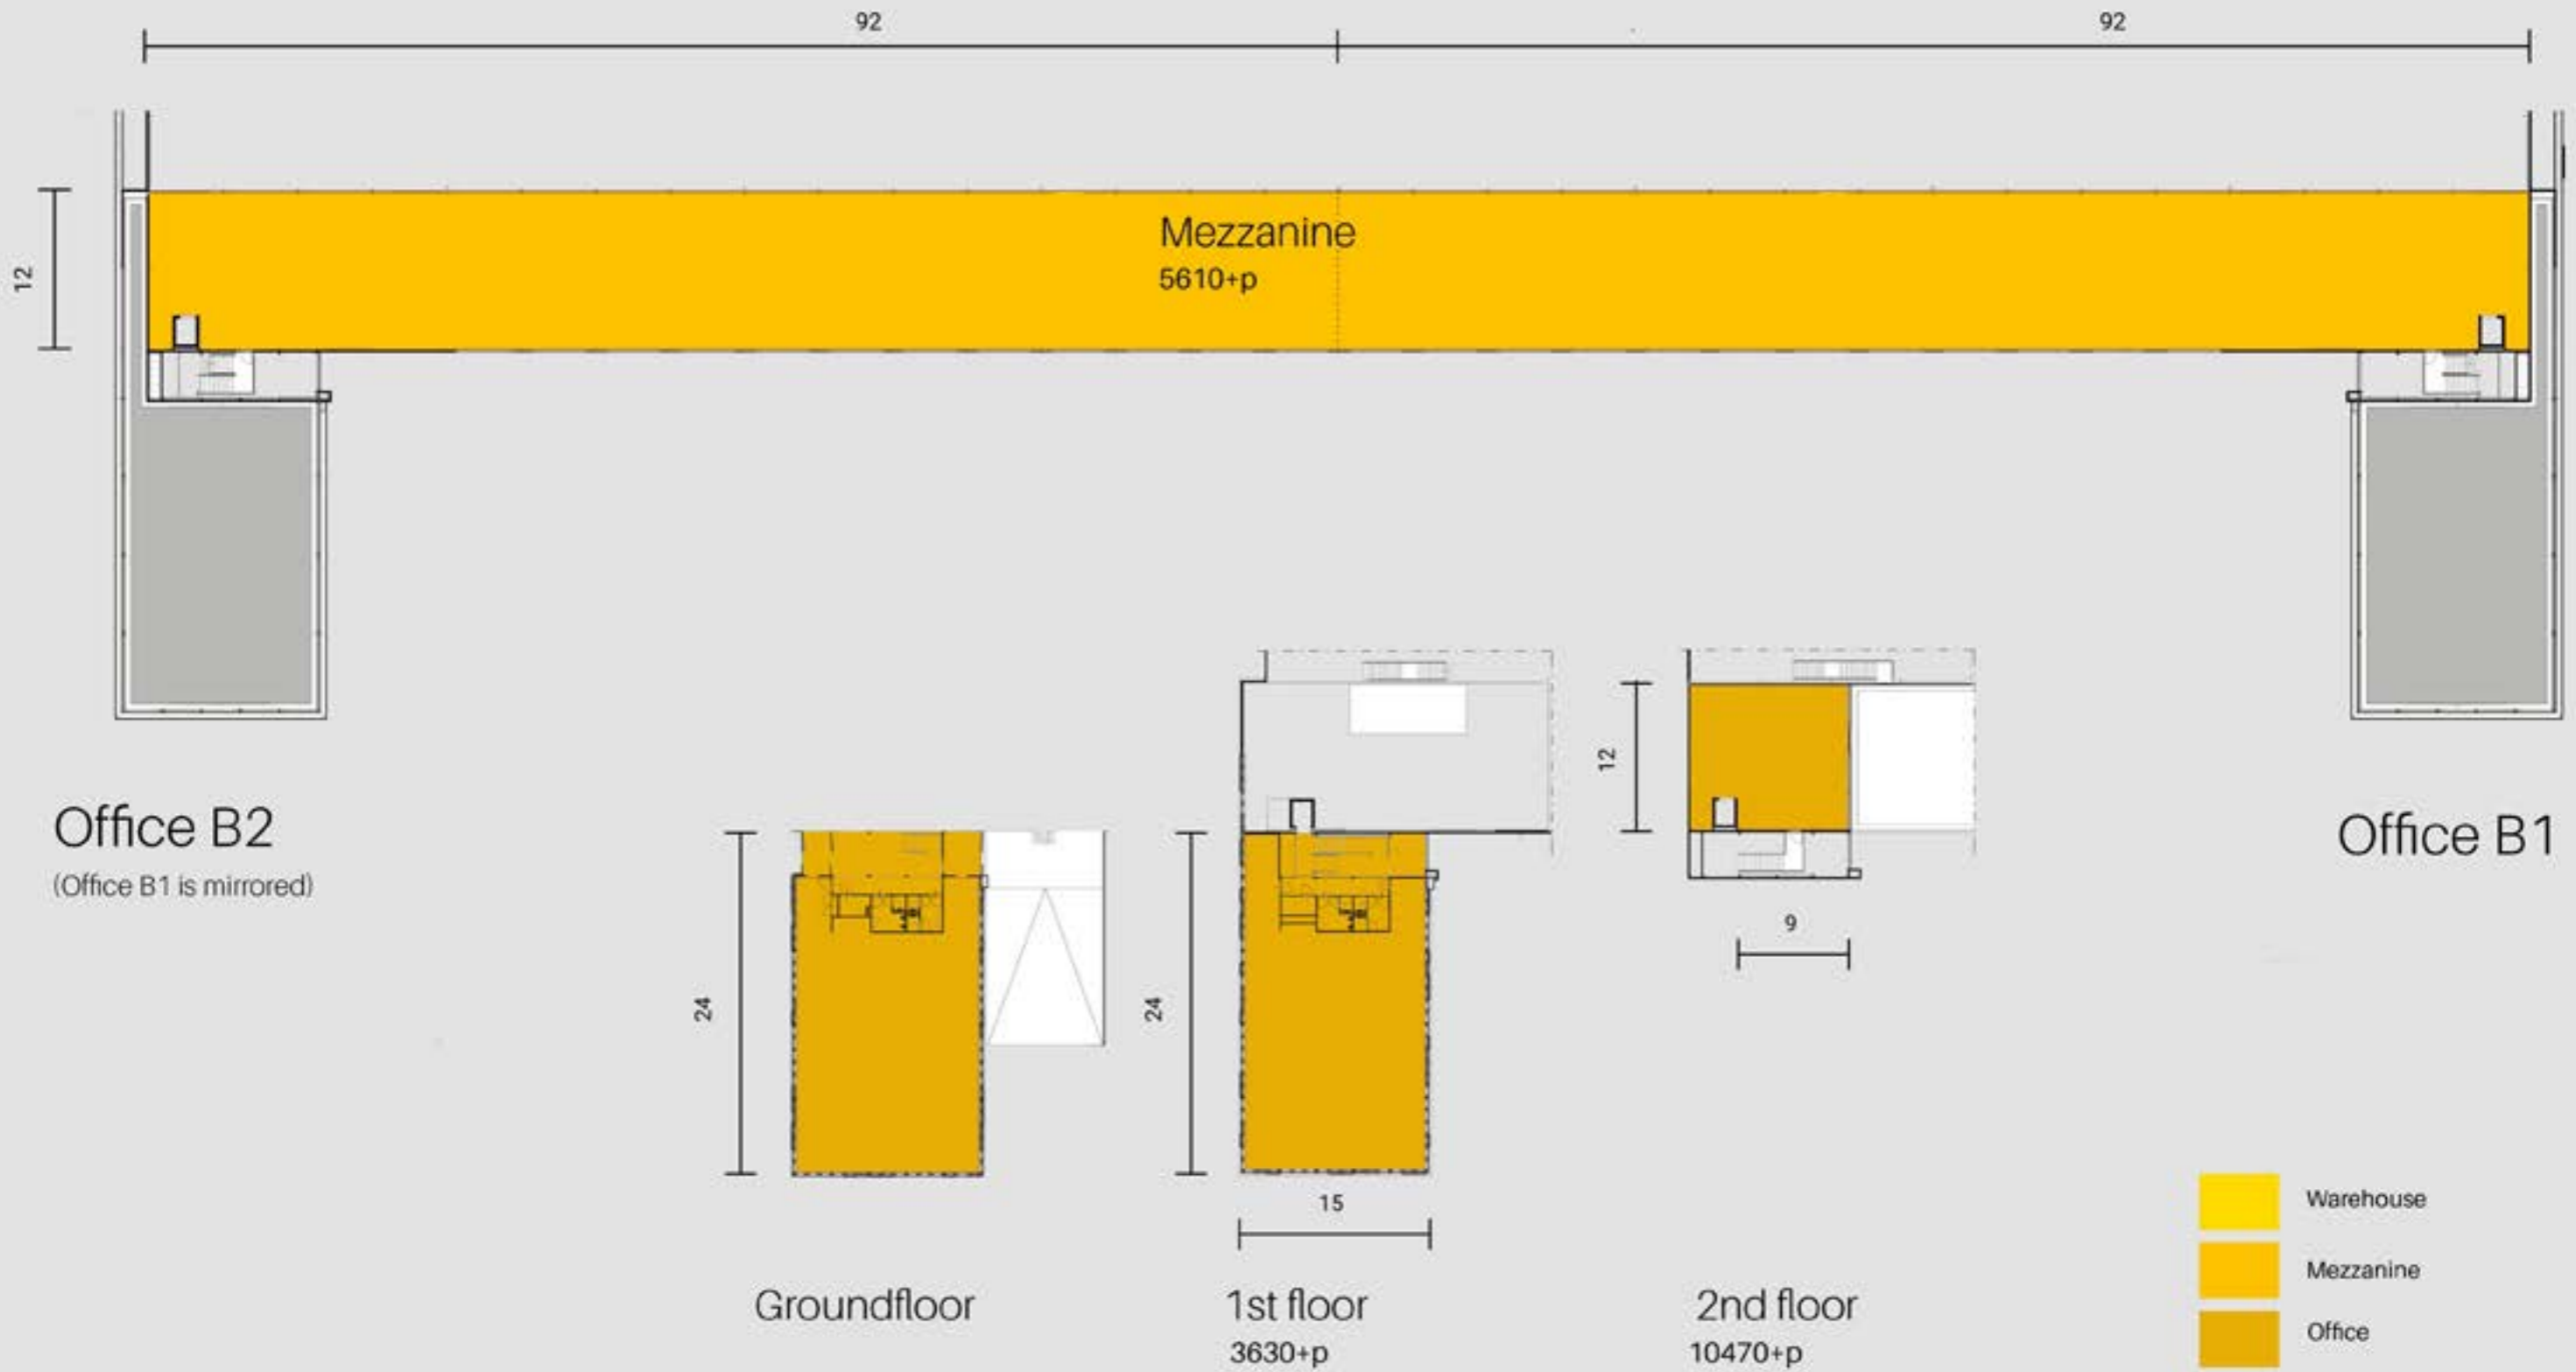 92
92
12
Mezzanine
5610+p
Office B2
(Office B1 is mirrored)
Office B1
12
9
24
24
15
Groundfloor
1st floor
3630+p
2nd floor
10470+p
Warehouse
Mezzanine
Office